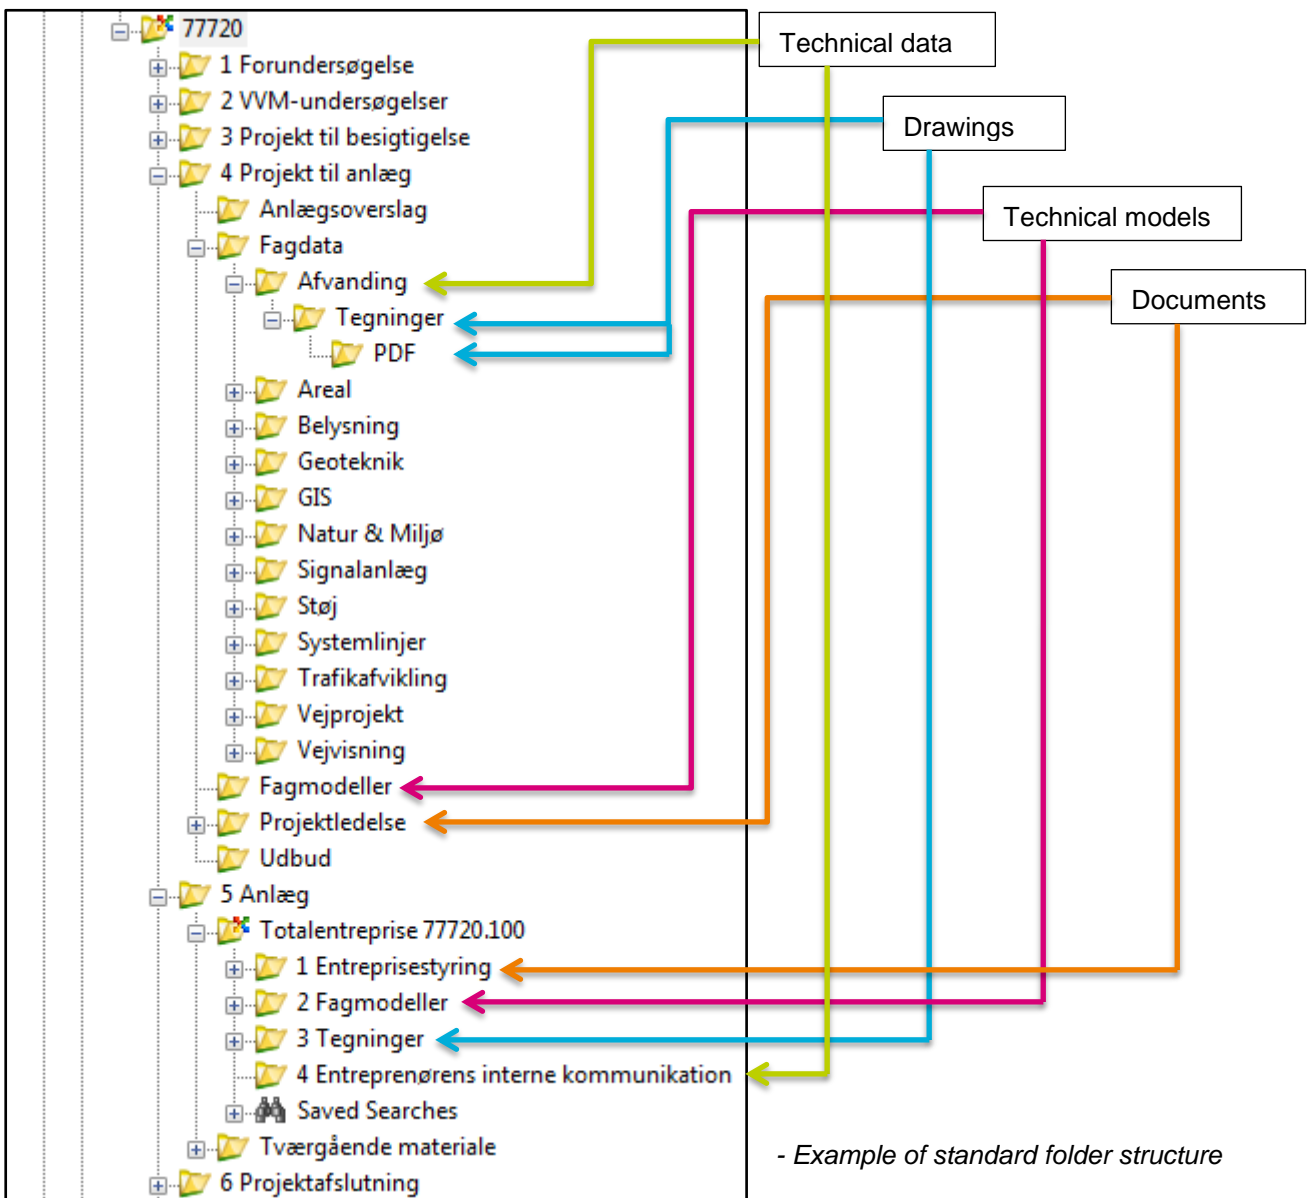 77720
1 Forundersøgelse
2 VVM-undersøgelser
3 Projekt til besigtigelse
4 Projekt til anlæg
Anlægsoverslag
Fagdata
Afvanding
Tegninger
PDF
Areal
Belysning
Geoteknik
GIS
Natur & Miljø
Signalanlæg
Støj
Systemlinjer
Trafikafvikling
Vejprojekt
Vejvisning
Fagmodeller
Projektledelse
Udbud
5 Anlæg
Totalentreprise 77720.100
1 Entreprisestyring
2 Fagmodeller
3 Tegninger
4 Entreprenørens interne kommunikation
Saved Searches
Tværgående materiale
6 Projektafslutning
Technical data
Drawings
Technical models
Documents
- Example of standard folder structure